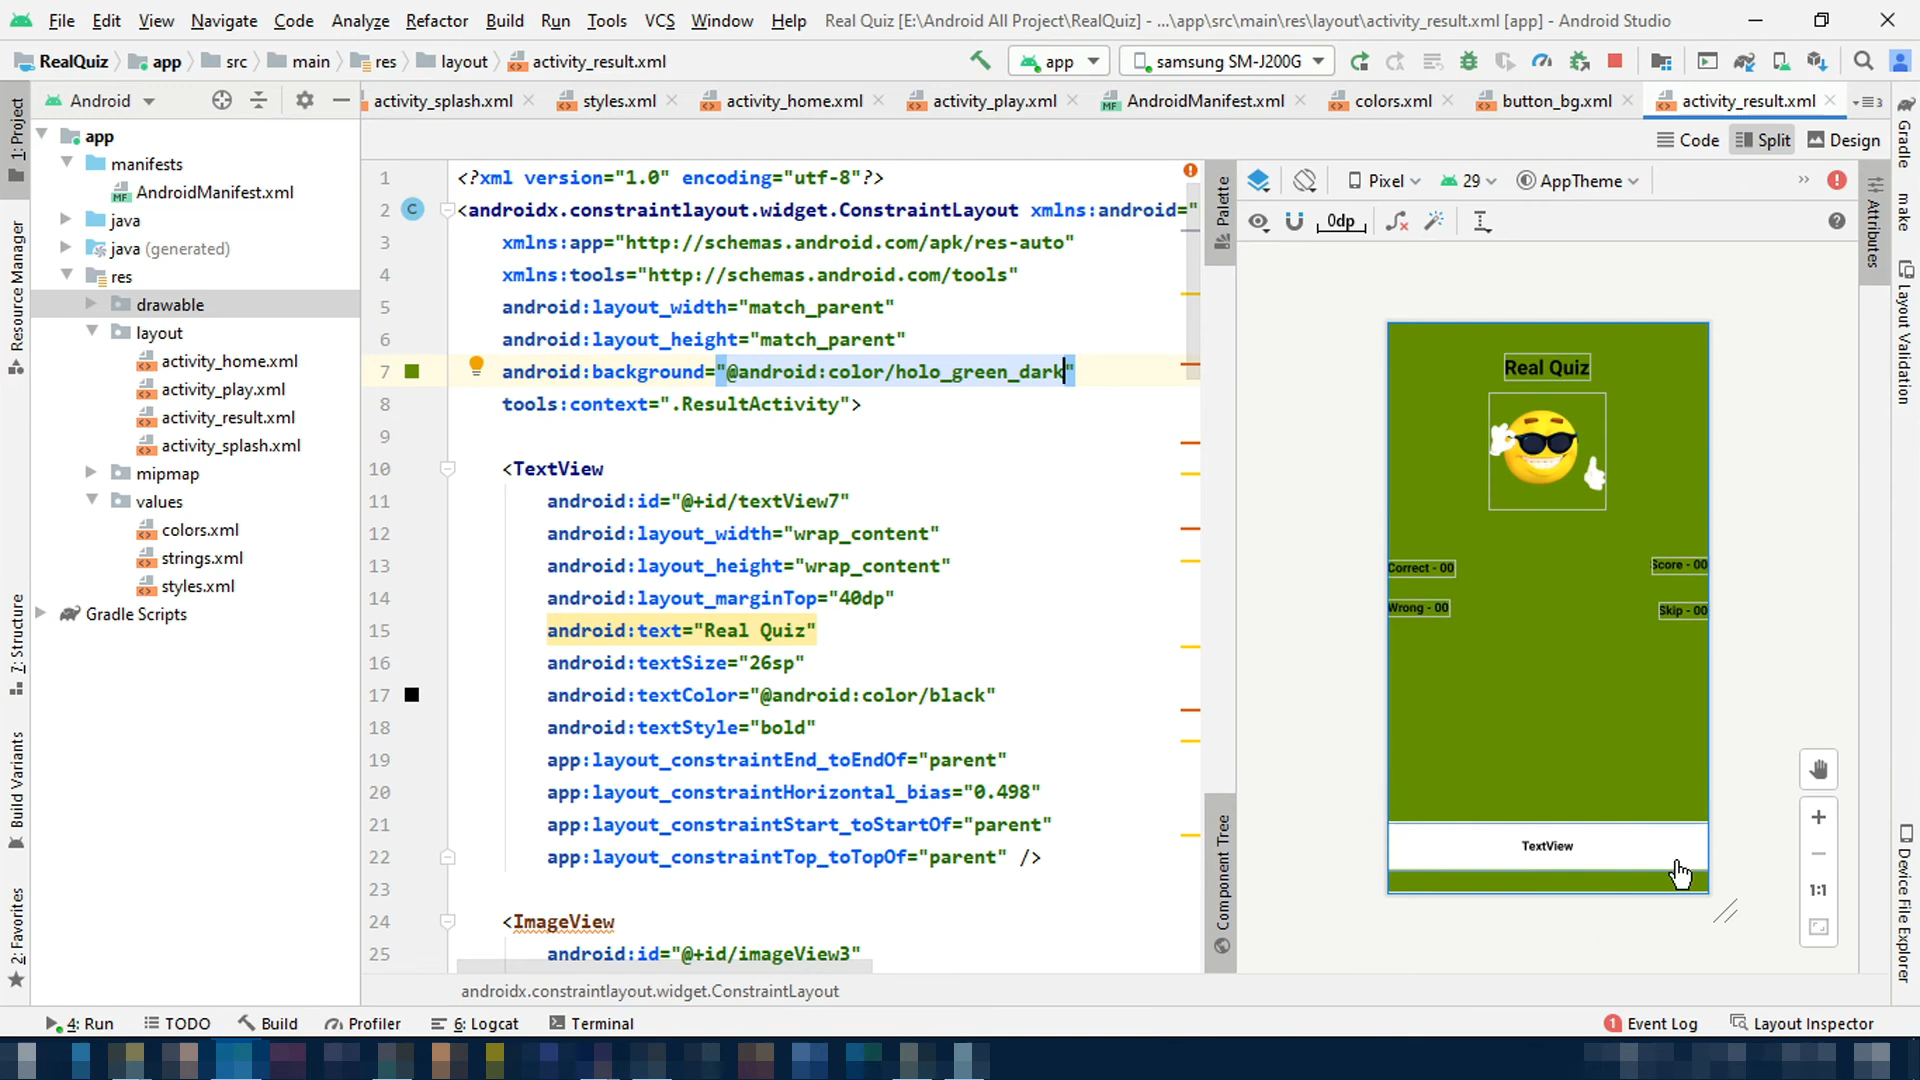 File Edit View Navigate Code Analyze Refactor Build Run Tools VCS Window Help Real Quiz [E:\Android All Project\RealQuiz] - ...\app\src\main\res\layout\activity_result.xml [app] - Android Studio
RealQuiz app src main res layout activity_result.xml app samsung SM-J200G
Android activity_splash.xml styles.xml activity_home.xml activity_play.xml AndroidManifest.xml colors.xml button_bg.xml activity_result.xml
Code Split Design
1: Project
Resource Manager
7: Structure
Build Variants
2: Favorites
app
manifests
AndroidManifest.xml
java
java (generated)
res
drawable
layout
activity_home.xml
activity_play.xml
activity_result.xml
activity_splash.xml
mipmap
values
colors.xml
strings.xml
styles.xml
Gradle Scripts
1 <?xml version="1.0" encoding="utf-8"?>
2 <androidx.constraintlayout.widget.ConstraintLayout xmlns:android="
3 xmlns:app="http://schemas.android.com/apk/res-auto"
4 xmlns:tools="http://schemas.android.com/tools"
5 android:layout_width="match_parent"
6 android:layout_height="match_parent"
7 android:background="@android:color/holo_green_dark"
8 tools:context=".ResultActivity">
9
10 <TextView
11 android:id="@+id/textView7"
12 android:layout_width="wrap_content"
13 android:layout_height="wrap_content"
14 android:layout_marginTop="40dp"
15 android:text="Real Quiz"
16 android:textSize="26sp"
17 android:textColor="@android:color/black"
18 android:textStyle="bold"
19 app:layout_constraintEnd_toEndOf="parent"
20 app:layout_constraintHorizontal_bias="0.498"
21 app:layout_constraintStart_toStartOf="parent"
22 app:layout_constraintTop_toTopOf="parent" />
23
24 <ImageView
25 android:id="@+id/imageView3"
androidx.constraintlayout.widget.ConstraintLayout
Palette
Component Tree
Pixel 29 AppTheme
0dp
Real Quiz
Correct - 00 Score - 00
Wrong - 00 Skip - 00
TextView
1:1
Attributes
Gradle
make
Layout Validation
Device File Explorer
4: Run TODO Build Profiler 6: Logcat Terminal 1 Event Log Layout Inspector